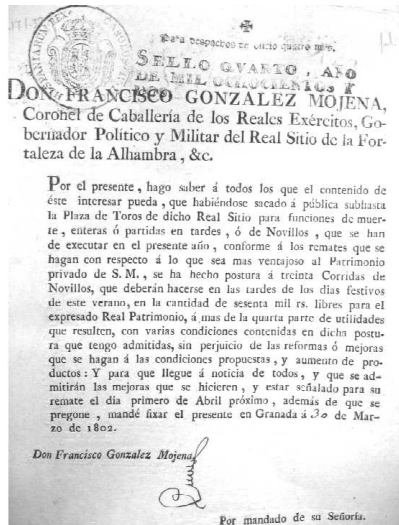 Para despachos de oficio quatro mrs.
SELLO QVARTO, AÑO
DE MIL OCHOCIENTOS Y
DON FRANCISCO GONZALEZ MOJENA,
Coronel de Caballería de los Reales Exércitos, Go-
bernador Político y Militar del Real Sitio de la For-
taleza de la Alhambra, &c.
Por el presente, hago saber á todos los que el contenido de
éste interesar pueda, que habiéndose sacado á pública subhasta
la Plaza de Toros de dicho Real Sitio para funciones de muer-
te, enteras ó partidas en tardes, ó de Novillos, que se han
de executar en el presente año, conforme á los remates que se
hagan con respecto á lo que sea mas ventajoso al Patrimonio
privado de S. M., se ha hecho postura á treinta Corridas de
Novillos, que deberán hacerse en las tardes de los dias festivos
de este verano, en la cantidad de sesenta mil rs. libres para el
expresado Real Patrimonio, á mas de la quarta parte de utilidades
que resulten, con varias condiciones contenidas en dicha postu-
ra que tengo admitidas, sin perjuicio de las reformas ó mejoras
que se hagan á las condiciones propuestas, y aumento de pro-
ductos: Y para que llegue á noticia de todos, y que se ad-
mitirán las mejoras que se hicieren, y estar señalado para su
remate el dia primero de Abril próximo, además de que se
pregone, mandé fixar el presente en Granada á 30 de Mar-
zo de 1802.
Don Francisco Gonzalez Mojena
Por mandado de su Señoría.